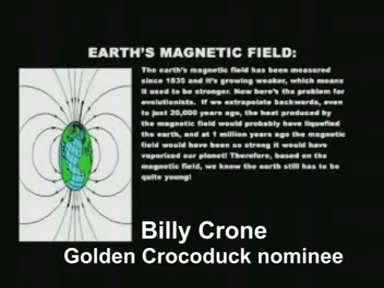 EARTH'S MAGNETIC FIELD:
The earth's magnetic field has been measured
since 1835 and it's growing weaker, which means
it used to be stronger. Now here's the problem for
evolutionists. If we extrapolate backwards, even
to just 20,000 years ago, the heat produced by
the magnetic field would probably have liquefied
the earth, and at 1 million years ago the magnetic
field would have been so strong it would have
vaporized our planet! Therefore, based on the
magnetic field, we know the earth still has to be
quite young!
Billy Crone
Golden Crocoduck nominee